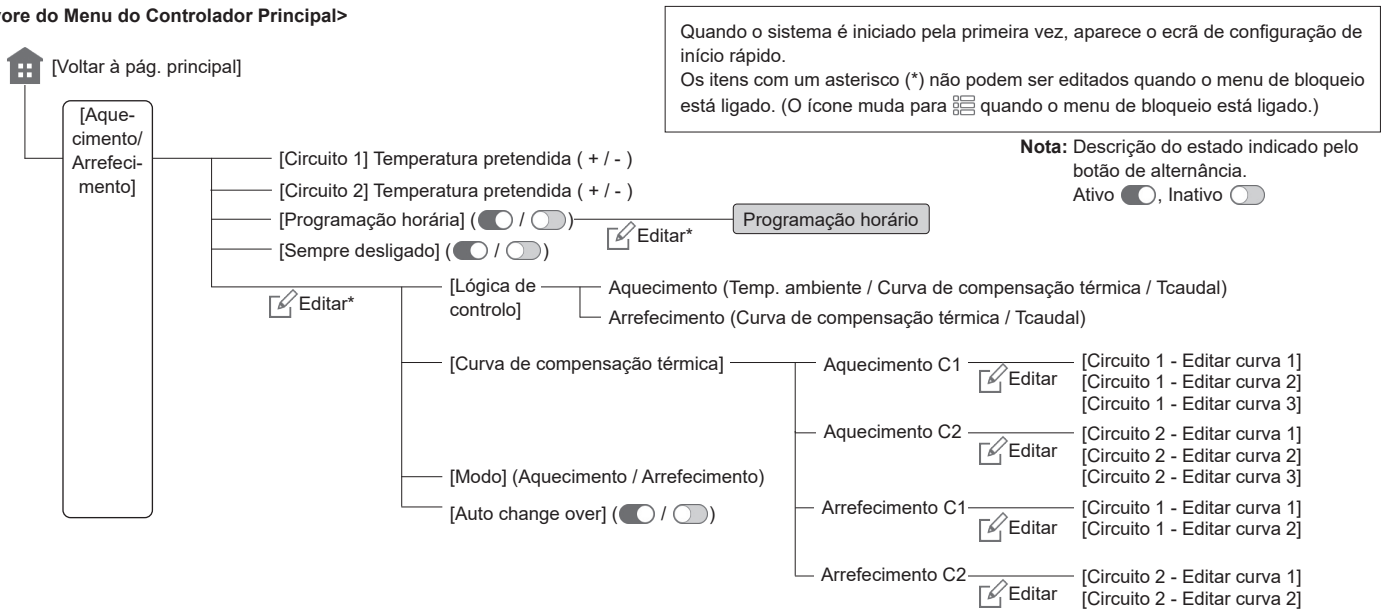 vore do Menu do Controlador Principal>
Quando o sistema é iniciado pela primeira vez, aparece o ecrã de configuração de
início rápido.
Os itens com um asterisco (*) não podem ser editados quando o menu de bloqueio
está ligado. (O ícone muda para quando o menu de bloqueio está ligado.)
[Voltar à pág. principal]
[Aque-
cimento/
Arrefeci-
mento]
Nota: Descrição do estado indicado pelo
botão de alternância.
Ativo , Inativo
[Circuito 1] Temperatura pretendida ( + / - )
[Circuito 2] Temperatura pretendida ( + / - )
[Programação horária] ( / )
Editar*
Programação horário
[Sempre desligado] ( / )
Editar*
[Lógica de
controlo]
Aquecimento (Temp. ambiente / Curva de compensação térmica / Tcaudal)
Arrefecimento (Curva de compensação térmica / Tcaudal)
[Curva de compensação térmica]
Aquecimento C1
Editar
[Circuito 1 - Editar curva 1]
[Circuito 1 - Editar curva 2]
[Circuito 1 - Editar curva 3]
Aquecimento C2
Editar
[Circuito 2 - Editar curva 1]
[Circuito 2 - Editar curva 2]
[Circuito 2 - Editar curva 3]
[Modo] (Aquecimento / Arrefecimento)
[Auto change over] ( / )
Arrefecimento C1
Editar
[Circuito 1 - Editar curva 1]
[Circuito 1 - Editar curva 2]
Arrefecimento C2
Editar
[Circuito 2 - Editar curva 1]
[Circuito 2 - Editar curva 2]